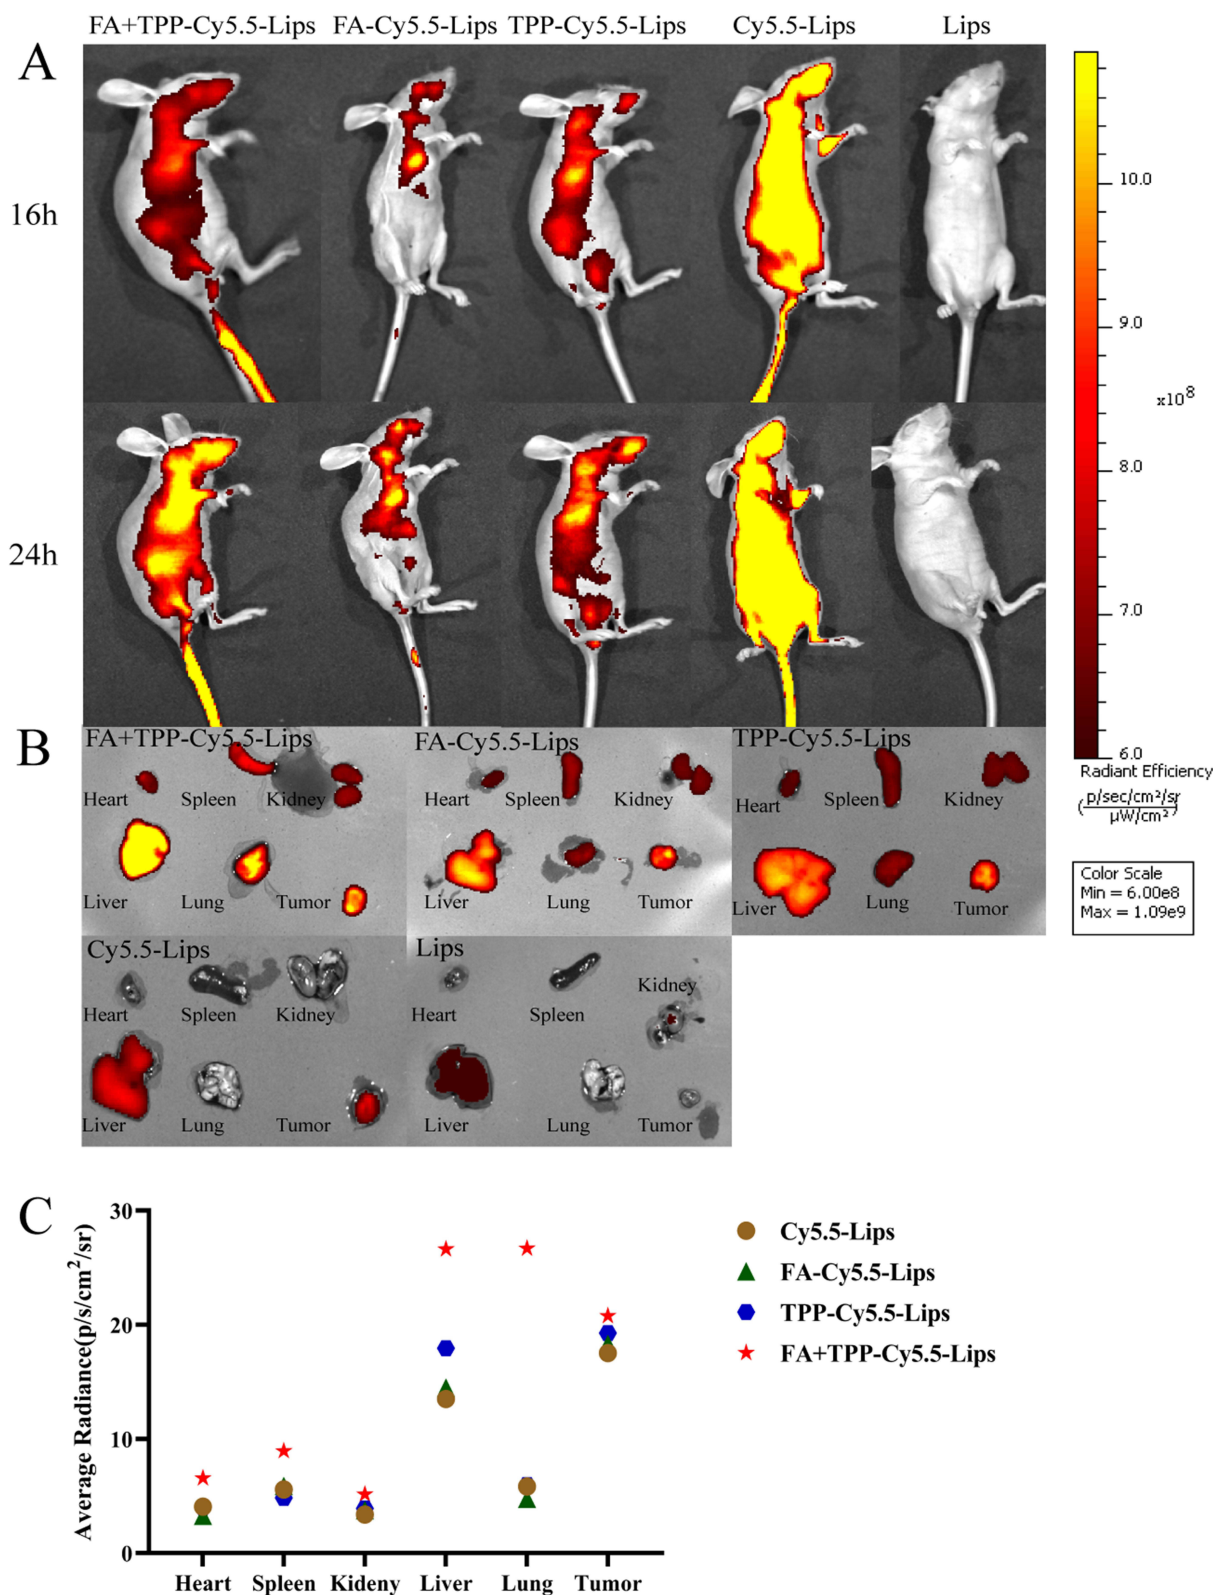 FA+TPP-Cy5.5-Lips FA-Cy5.5-Lips TPP-Cy5.5-Lips Cy5.5-Lips Lips
A
16h
24h
10.0
9.0
x10⁸
8.0
7.0
6.0
Radiant Efficiency
(p/sec/cm²/sr
µW/cm²)
Color Scale
Min = 6.00e8
Max = 1.09e9
B
FA+TPP-Cy5.5-Lips FA-Cy5.5-Lips TPP-Cy5.5-Lips
Heart Spleen Kidney Heart Spleen Kidney Heart Spleen Kidney
Liver Lung Tumor Liver Lung Tumor Liver Lung Tumor
Cy5.5-Lips Lips
Heart Spleen Kidney Heart Spleen Kidney
Liver Lung Tumor Liver Lung Tumor
C
Average Radiance(p/s/cm²/sr)
30
20
10
0
Heart Spleen Kideny Liver Lung Tumor
Cy5.5-Lips
FA-Cy5.5-Lips
TPP-Cy5.5-Lips
FA+TPP-Cy5.5-Lips